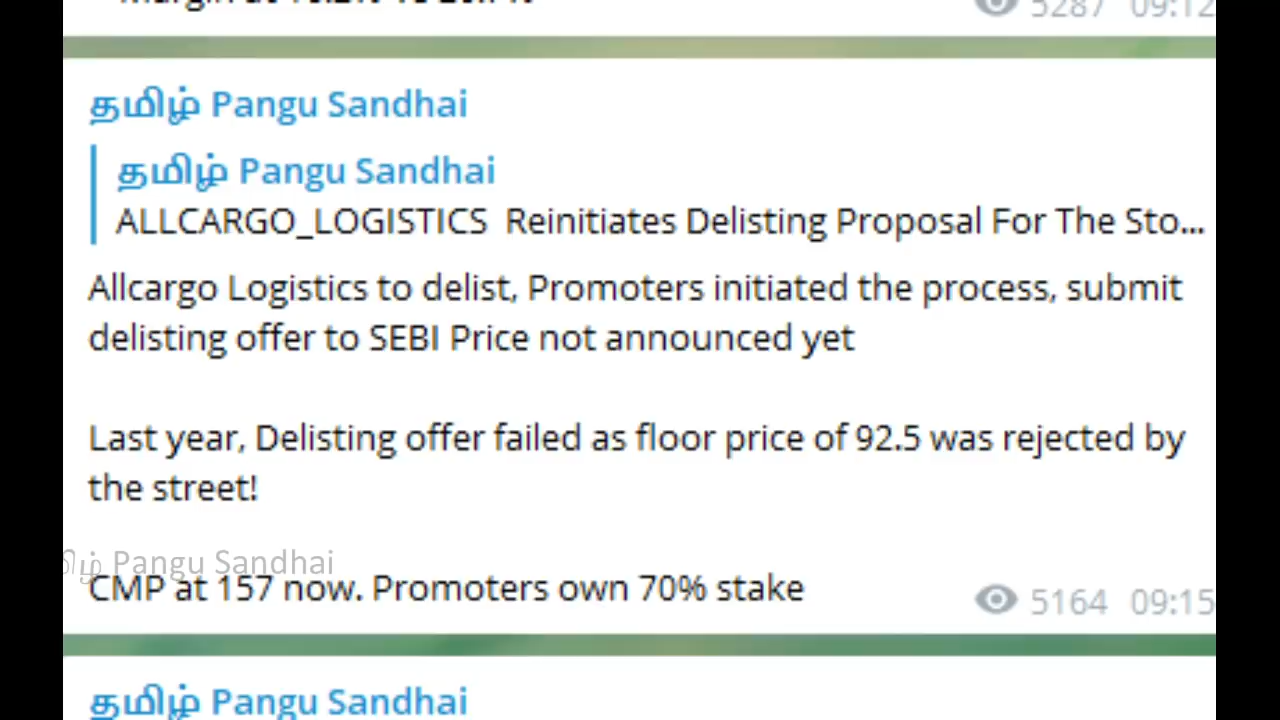 5287 09:12
தமிழ் Pangu Sandhai
தமிழ் Pangu Sandhai
ALLCARGO_LOGISTICS Reinitiates Delisting Proposal For The Sto...
Allcargo Logistics to delist, Promoters initiated the process, submit
delisting offer to SEBI Price not announced yet
Last year, Delisting offer failed as floor price of 92.5 was rejected by
the street!
ழ் Pangu Sandhai
CMP at 157 now. Promoters own 70% stake
5164 09:15
தமிழ் Pangu Sandhai